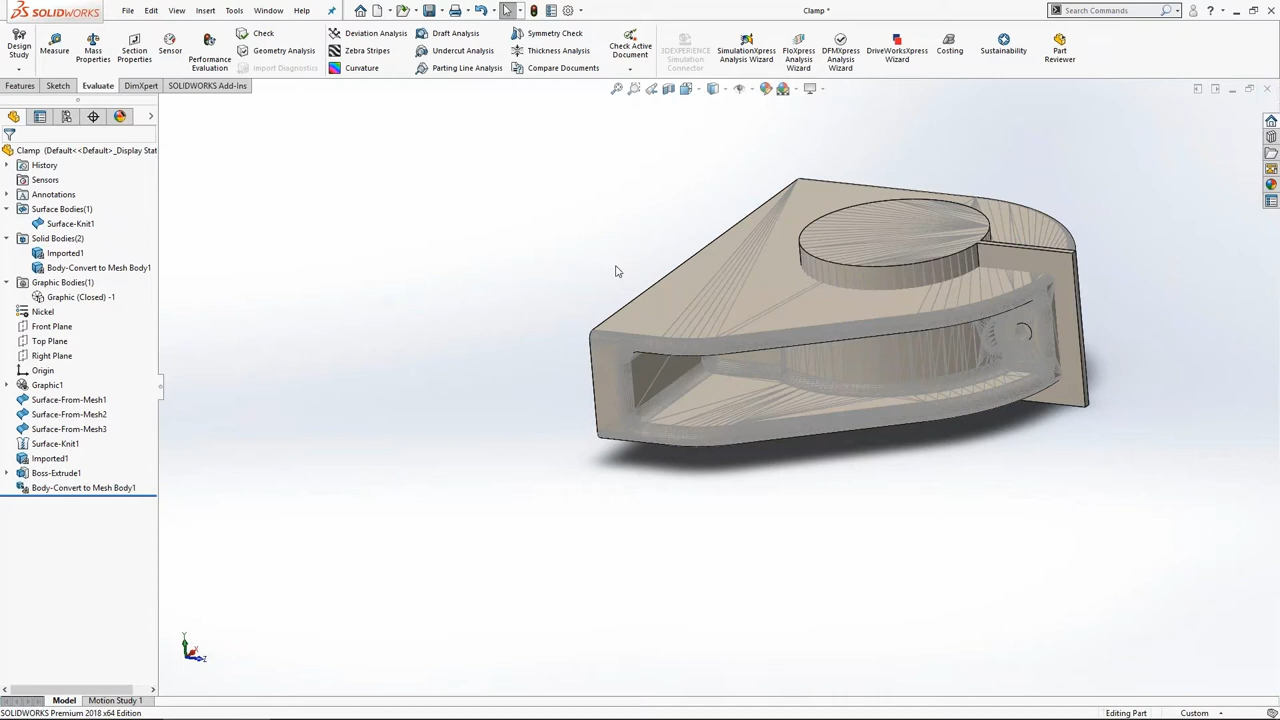 SOLIDWORKS File Edit View Insert Tools Window Help Clamp * Search Commands
Design Study
Measure
Mass Properties
Section Properties
Sensor
Performance Evaluation
Check
Geometry Analysis
Import Diagnostics
Deviation Analysis
Zebra Stripes
Curvature
Draft Analysis
Undercut Analysis
Parting Line Analysis
Symmetry Check
Thickness Analysis
Compare Documents
Check Active Document
3DEXPERIENCE Simulation Connector
SimulationXpress Analysis Wizard
FloXpress Analysis Wizard
DFMXpress Analysis Wizard
DriveWorksXpress Wizard
Costing
Sustainability
Part Reviewer
Features Sketch Evaluate DimXpert SOLIDWORKS Add-Ins
Clamp (Default<<Default>_Display Stat
History
Sensors
Annotations
Surface Bodies(1)
Surface-Knit1
Solid Bodies(2)
Imported1
Body-Convert to Mesh Body1
Graphic Bodies(1)
Graphic (Closed) -1
Nickel
Front Plane
Top Plane
Right Plane
Origin
Graphic1
Surface-From-Mesh1
Surface-From-Mesh2
Surface-From-Mesh3
Surface-Knit1
Imported1
Boss-Extrude1
Body-Convert to Mesh Body1
Y
X
Z
Model Motion Study 1
SOLIDWORKS Premium 2018 x64 Edition Editing Part Custom